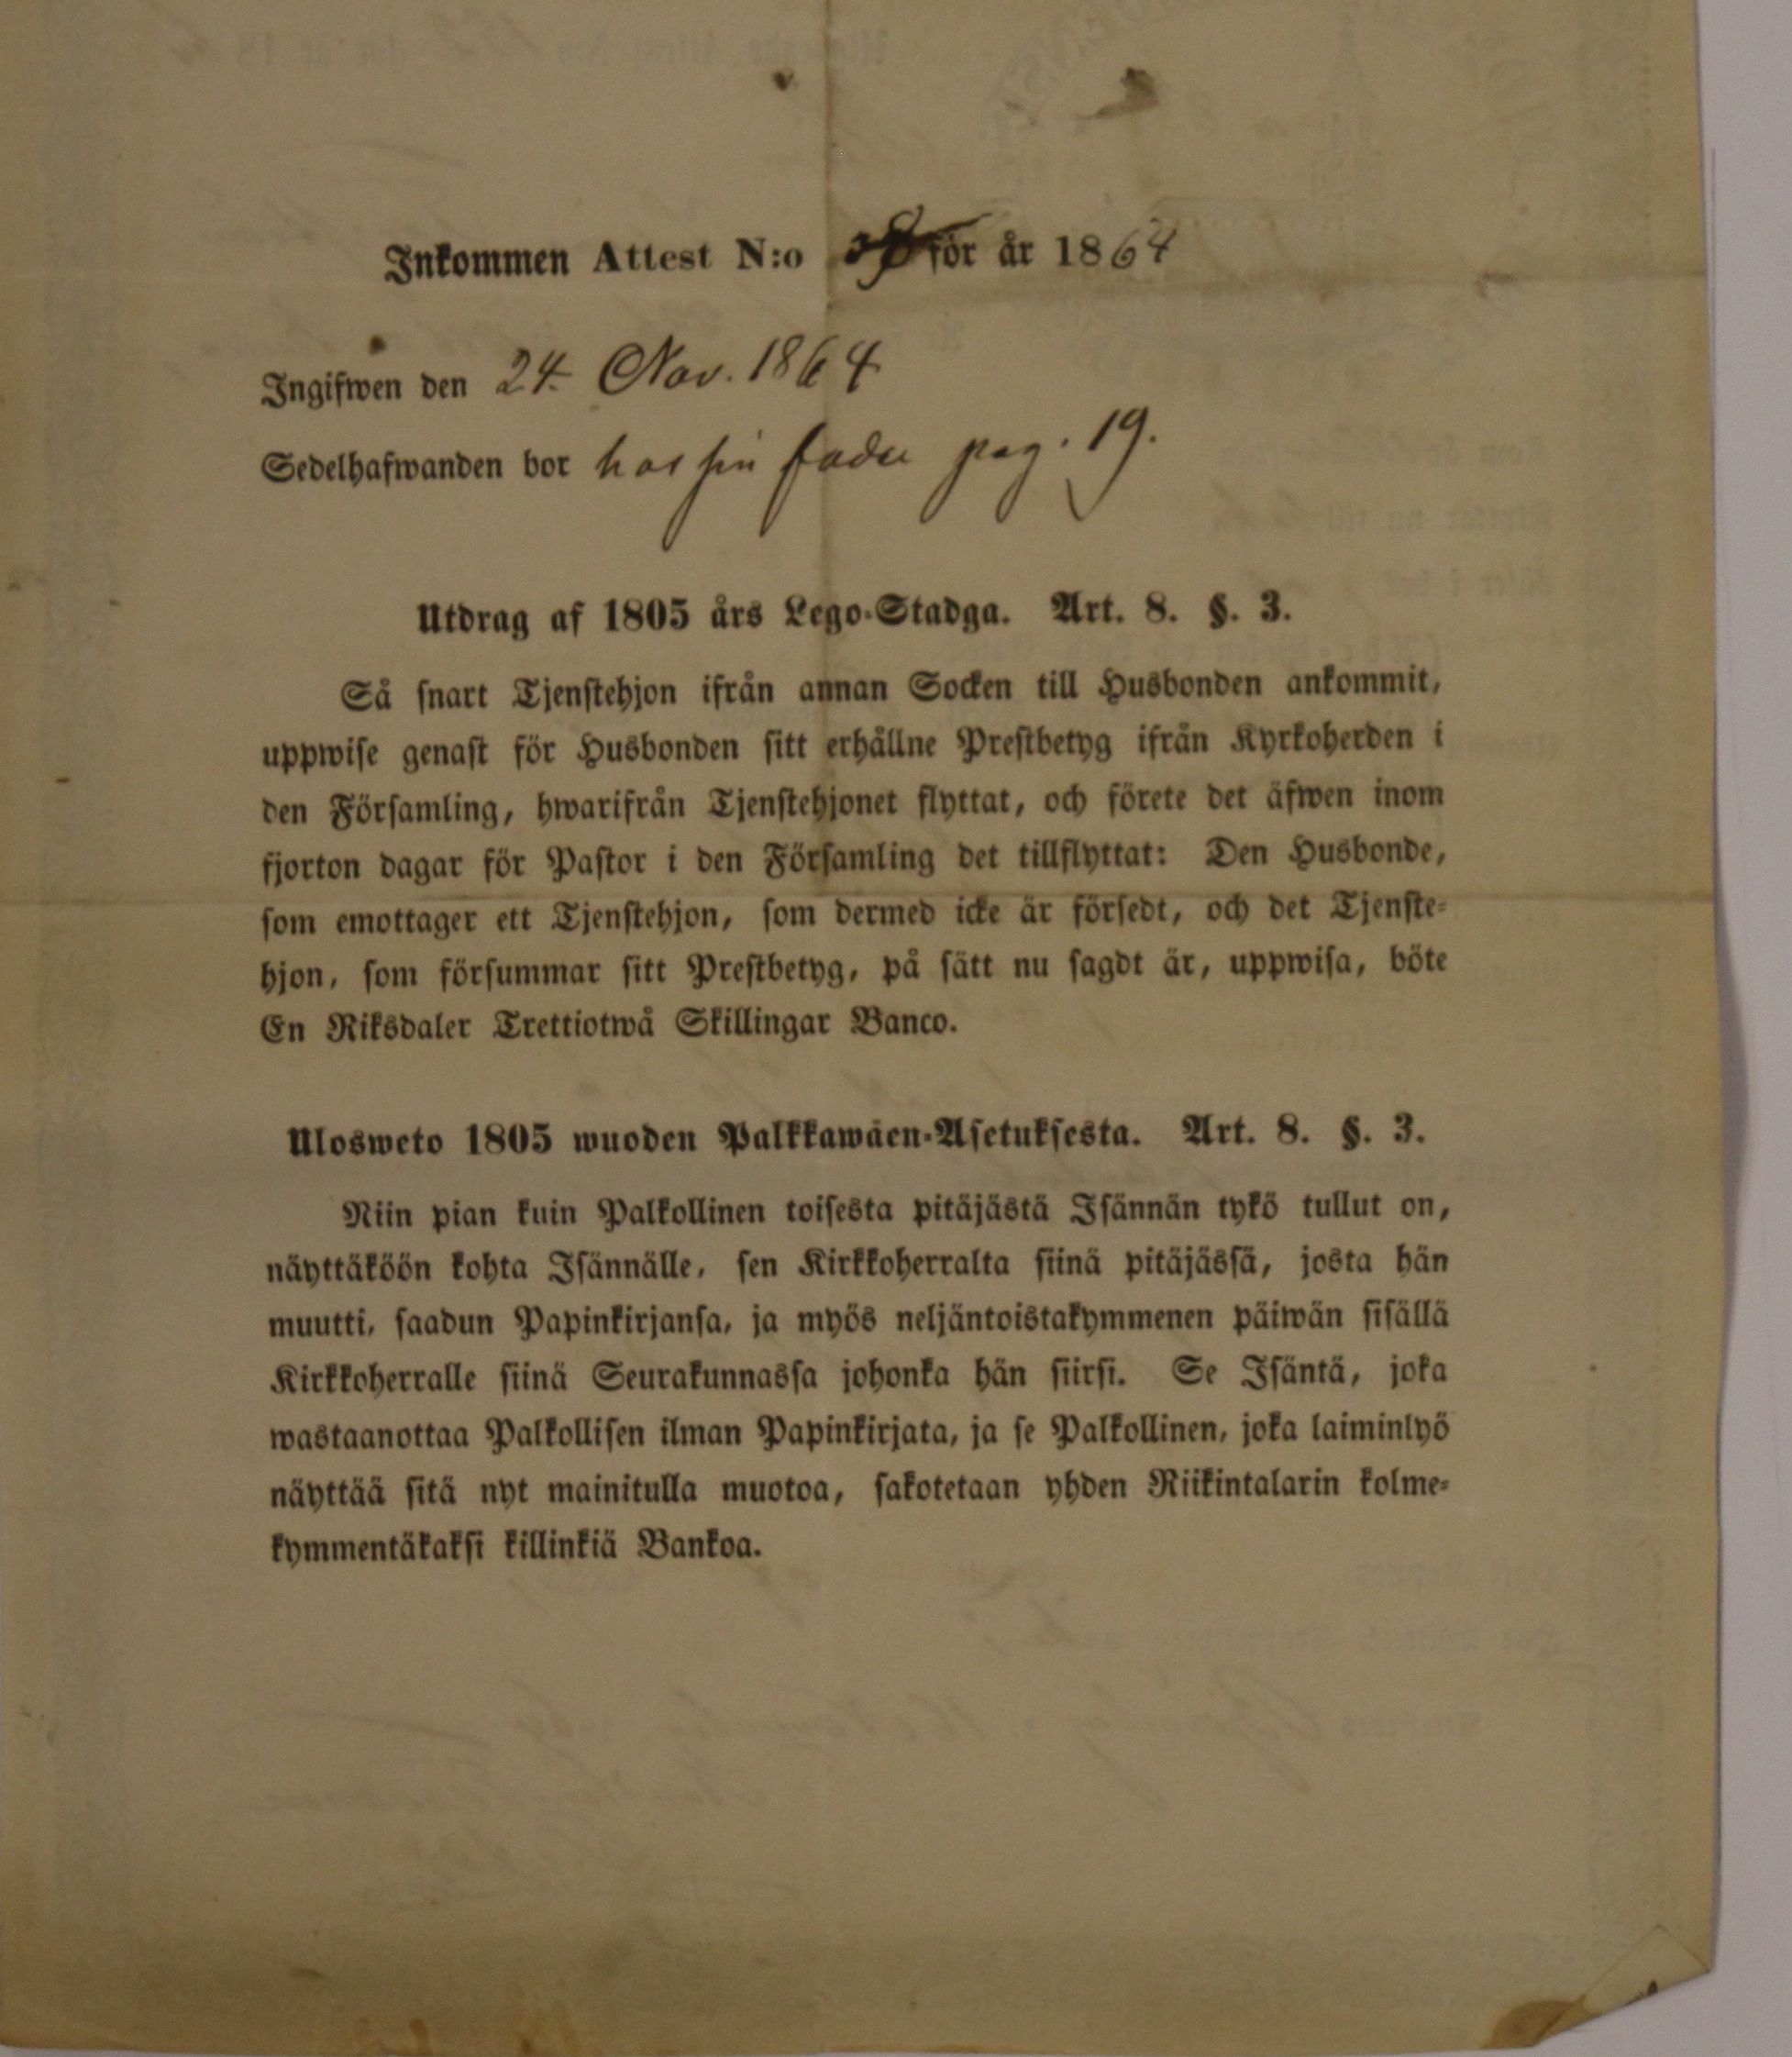 Inkommen Attest N:o för år 1864
Ingifwen den 24. Nov. 1864
Sedelhafwanden bor hos sin fader pag. 19.
Utdrag af 1805 års Lego-Stadga. Art. 8. §. 3.
Så snart Tjenstehjon ifrån annan Socken till Husbonden ankommit,
uppwise genast för Husbonden sitt erhållne Prestbetyg ifrån Kyrkoherden i
den Församling, hwarifrån Tjenstehjonet flyttat, och förete det äfwen inom
fjorton dagar för Pastor i den Församling det tillflyttat: Den Husbonde,
som emottager ett Tjenstehjon, som dermed icke är försedt, och det Tjenste-
hjon, som försummar sitt Prestbetyg, på sätt nu sagdt är, uppwisa, böte
En Riksdaler Trettiotwå Skillingar Banco.
Ulosweto 1805 wuoden Palkkawäen-Asetuksesta. Art. 8. §. 3.
Niin pian kuin Palkollinen toisesta pitäjästä Isännän tykö tullut on,
näyttäköön kohta Isännälle, sen Kirkkoherralta siinä pitäjässä, josta hän
muutti, saadun Papinkirjansa, ja myös neljäntoistakymmenen päiwän sisällä
Kirkkoherralle siinä Seurakunnassa johonka hän siirsi. Se Isäntä, joka
wastaanottaa Palkollisen ilman Papinkirjata, ja se Palkollinen, joka laiminlyö
näyttää sitä nyt mainitulla muotoa, sakotetaan yhden Riikintalarin kolme-
kymmentäkaksi killinkiä Bankoa.